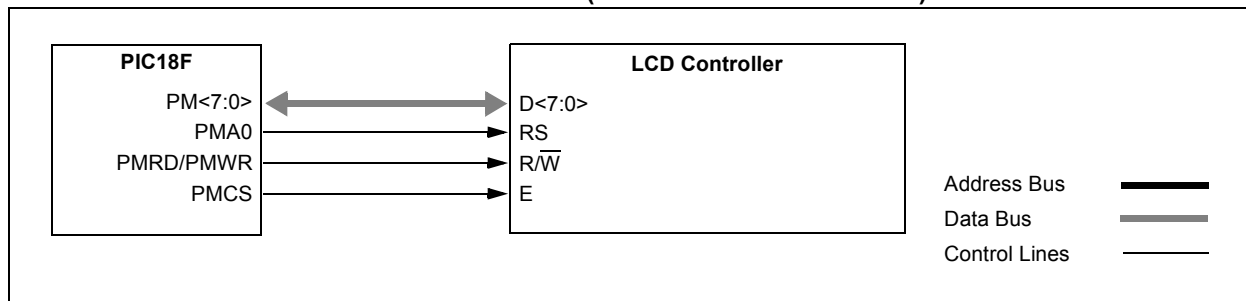 PIC18F
PM<7:0>
PMA0
PMRD/PMWR
PMCS
LCD Controller
D<7:0>
RS
R/W̅
E
Address Bus
Data Bus
Control Lines